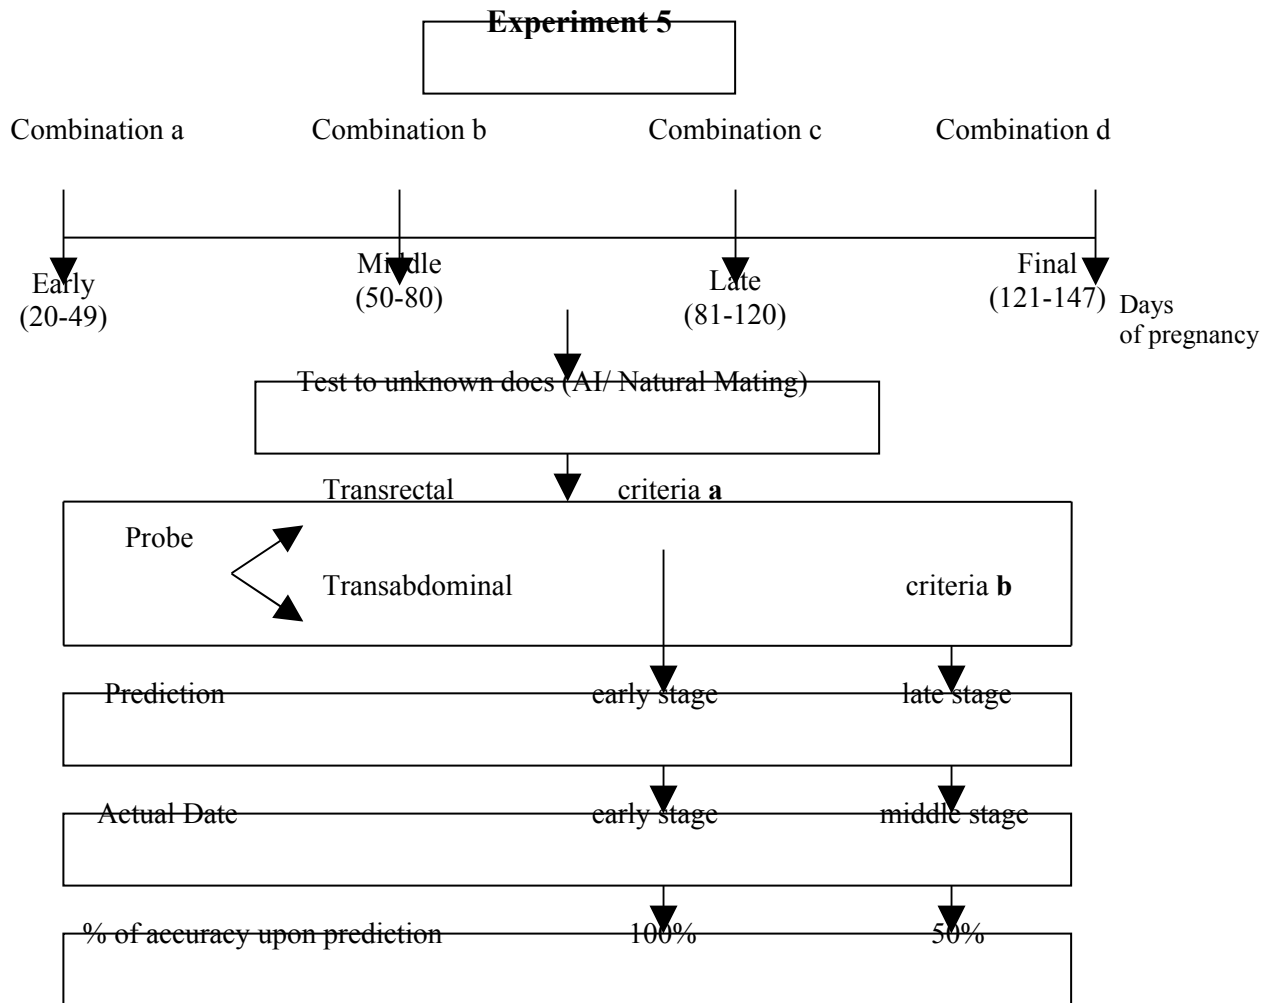 Experiment 5
Combination a
Combination b
Combination c
Combination d
Early
(20-49)
Middle
(50-80)
Late
(81-120)
Final
(121-147)
Days
of pregnancy
Test to unknown does (AI/ Natural Mating)
Transrectal
criteria a
Probe
Transabdominal
criteria b
Prediction
early stage
late stage
Actual Date
early stage
middle stage
% of accuracy upon prediction
100%
50%